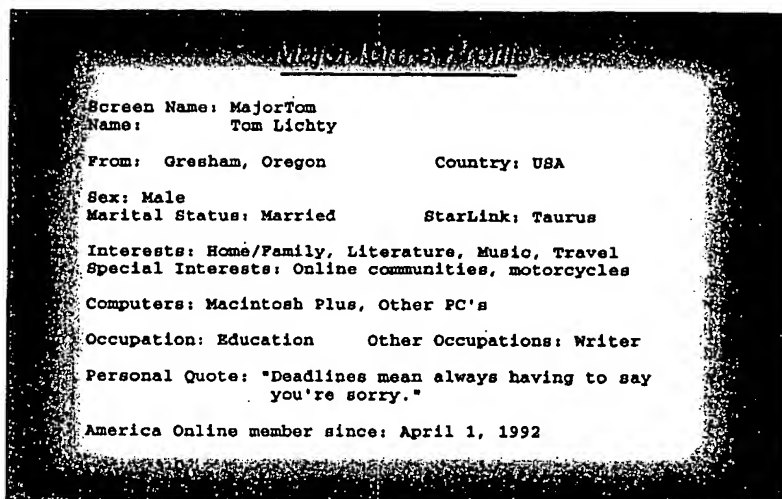 Screen Name: MajorTom
Name: Tom Lichty
From: Gresham, Oregon Country: USA
Sex: Male
Marital Status: Married StarLink: Taurus
Interests: Home/Family, Literature, Music, Travel
Special Interests: Online communities, motorcycles
Computers: Macintosh Plus, Other PC's
Occupation: Education Other Occupations: Writer
Personal Quote: "Deadlines mean always having to say
you're sorry."
America Online member since: April 1, 1992